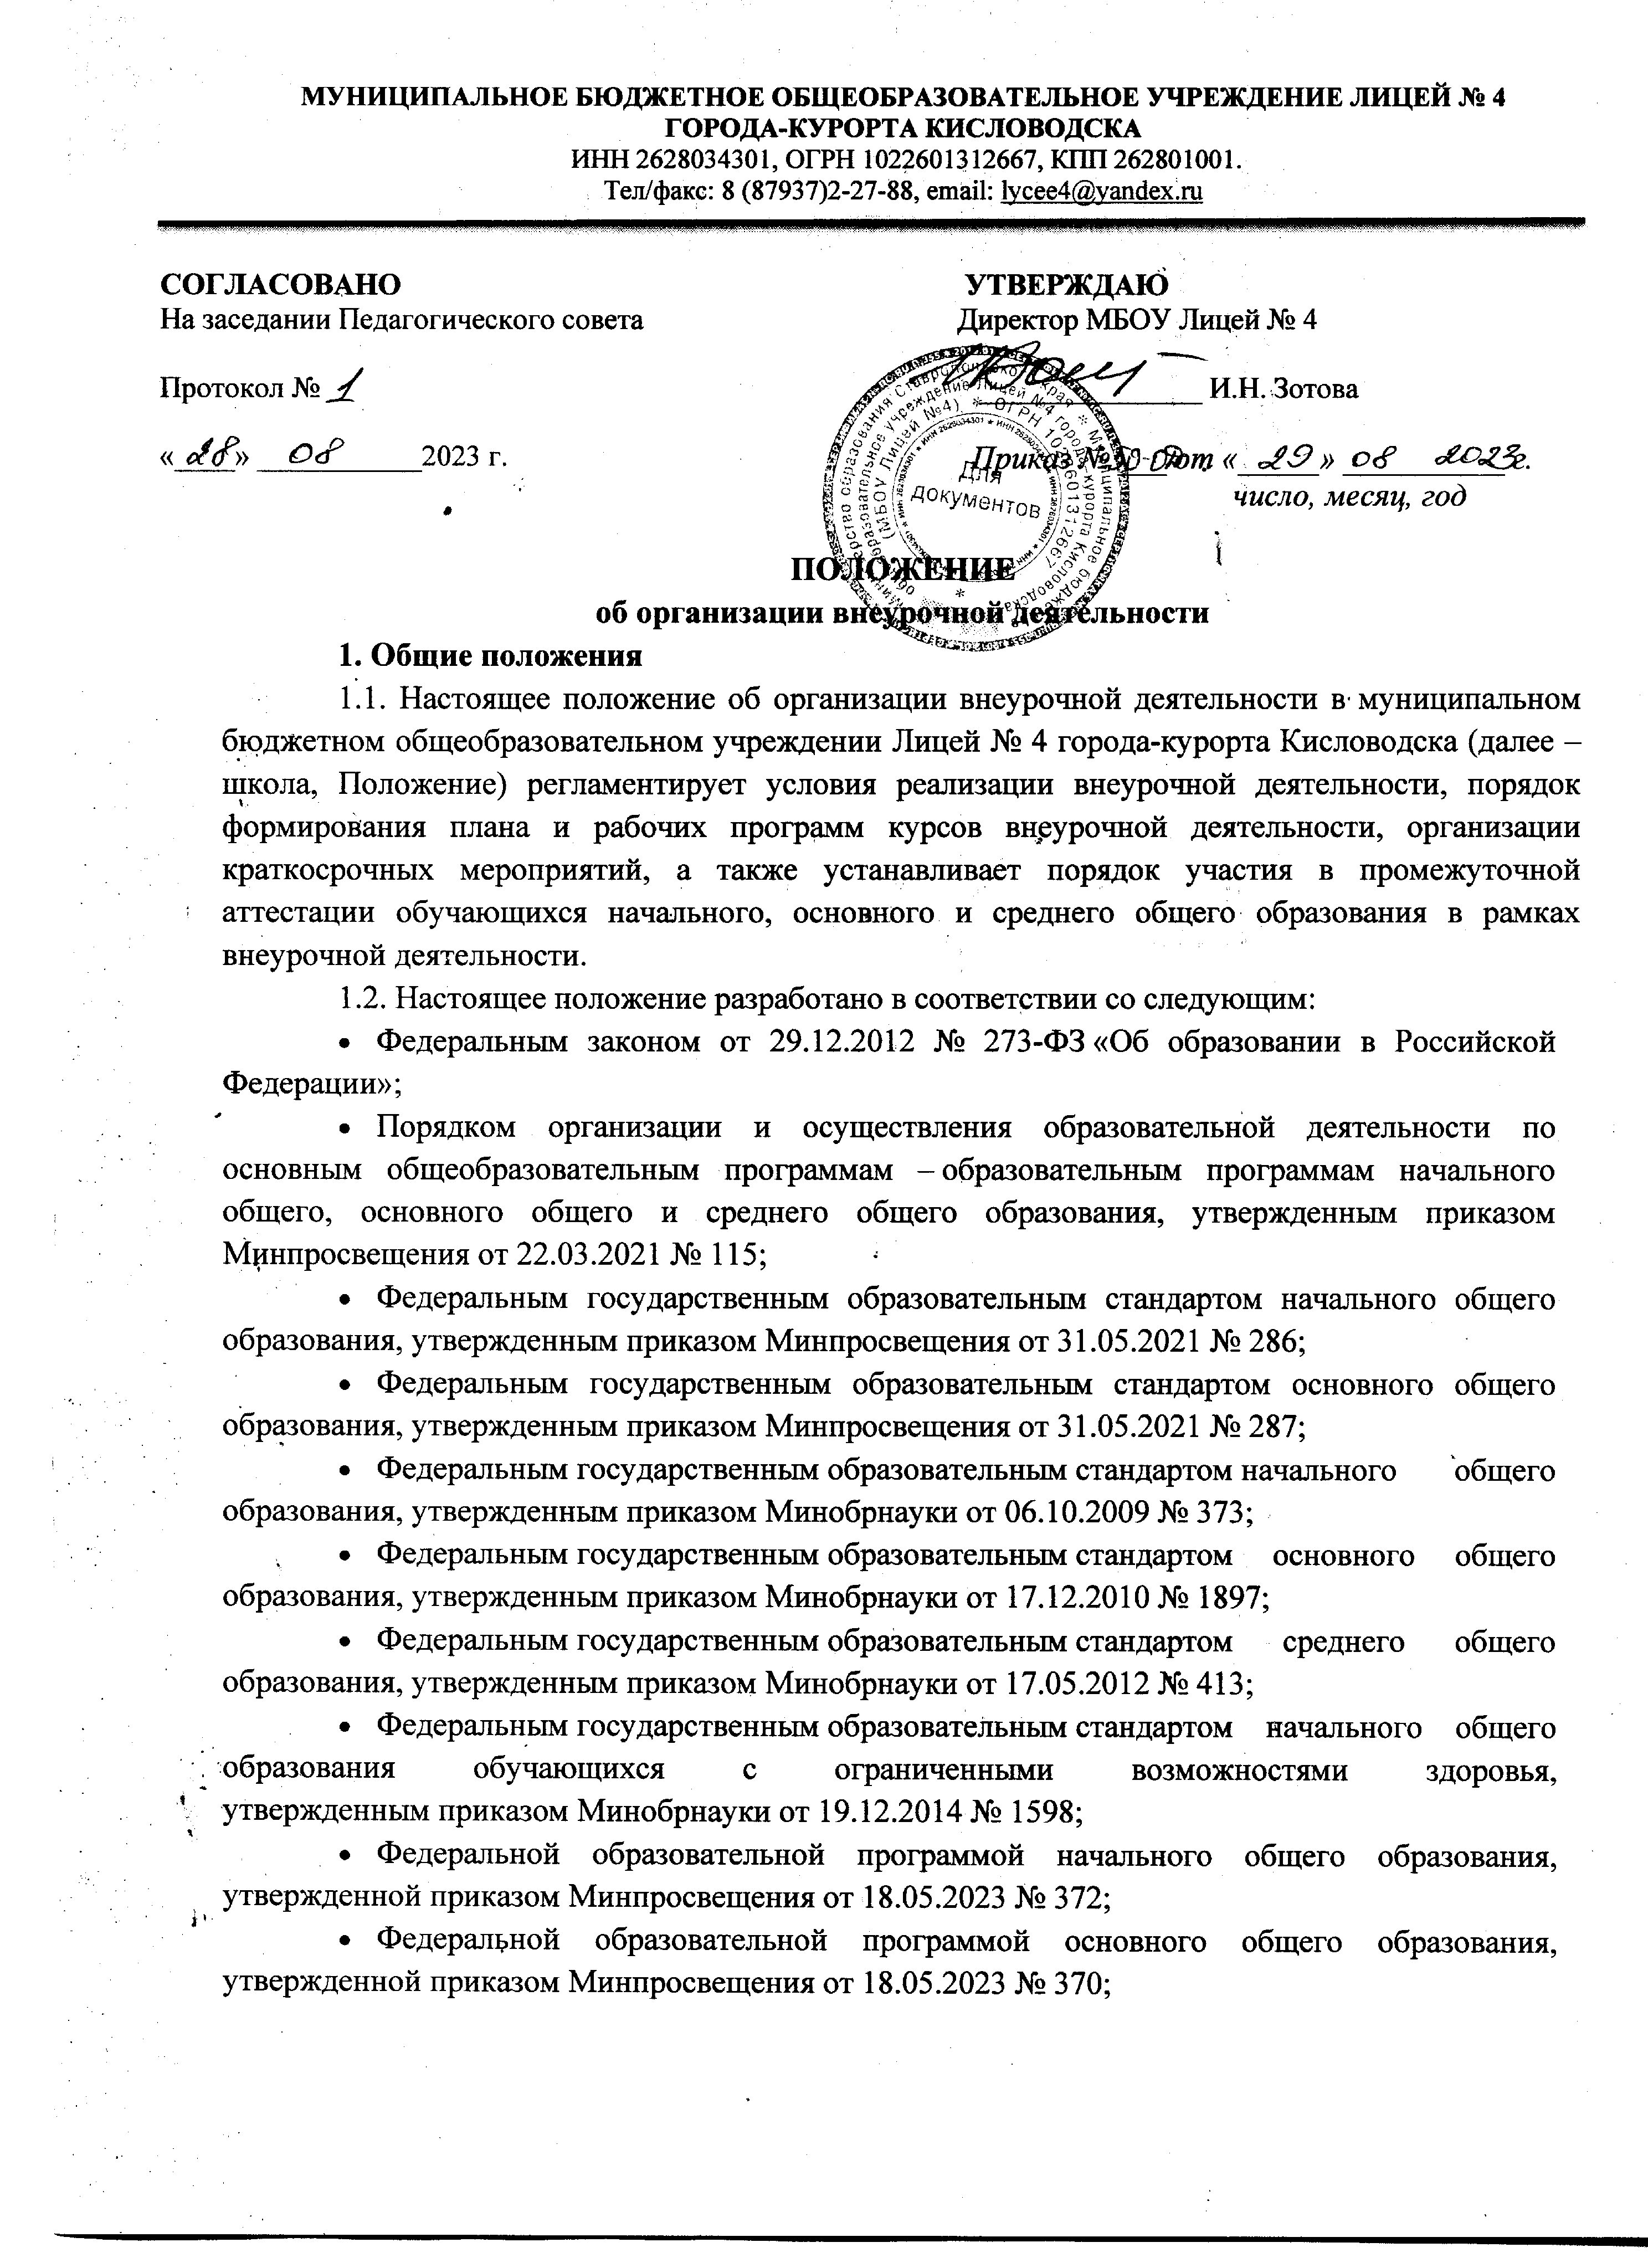 МУНИЦИПАЛЬНОЕ БЮДЖЕТНОЕ ОБЩЕОБРАЗОВАТЕЛЬНОЕ УЧРЕЖДЕНИЕ ЛИЦЕЙ № 4
ГОРОДА-КУРОРТА КИСЛОВОДСКА
ИНН 2628034301, ОГРН 1022601312667, КПП 262801001.
Тел/факс: 8 (87937)2-27-88, email: lycee4@yandex.ru
СОГЛАСОВАНО
На заседании Педагогического совета
Протокол № 1
«28» 08 2023 г.
УТВЕРЖДАЮ
Директор МБОУ Лицей № 4
И.Н. Зотова
Приказ № от «29» 08 2023г.
число, месяц, год
Для
документов
ПОЛОЖЕНИЕ
об организации внеурочной деятельности
1. Общие положения
1.1. Настоящее положение об организации внеурочной деятельности в муниципальном
бюджетном общеобразовательном учреждении Лицей № 4 города-курорта Кисловодска (далее –
школа, Положение) регламентирует условия реализации внеурочной деятельности, порядок
формирования плана и рабочих программ курсов внеурочной деятельности, организации
краткосрочных мероприятий, а также устанавливает порядок участия в промежуточной
аттестации обучающихся начального, основного и среднего общего образования в рамках
внеурочной деятельности.
1.2. Настоящее положение разработано в соответствии со следующим:
• Федеральным законом от 29.12.2012 № 273-ФЗ «Об образовании в Российской
Федерации»;
• Порядком организации и осуществления образовательной деятельности по
основным общеобразовательным программам – образовательным программам начального
общего, основного общего и среднего общего образования, утвержденным приказом
Минпросвещения от 22.03.2021 № 115;
• Федеральным государственным образовательным стандартом начального общего
образования, утвержденным приказом Минпросвещения от 31.05.2021 № 286;
• Федеральным государственным образовательным стандартом основного общего
образования, утвержденным приказом Минпросвещения от 31.05.2021 № 287;
• Федеральным государственным образовательным стандартом начального общего
образования, утвержденным приказом Минобрнауки от 06.10.2009 № 373;
• Федеральным государственным образовательным стандартом основного общего
образования, утвержденным приказом Минобрнауки от 17.12.2010 № 1897;
• Федеральным государственным образовательным стандартом среднего общего
образования, утвержденным приказом Минобрнауки от 17.05.2012 № 413;
• Федеральным государственным образовательным стандартом начального общего
образования обучающихся с ограниченными возможностями здоровья,
утвержденным приказом Минобрнауки от 19.12.2014 № 1598;
• Федеральной образовательной программой начального общего образования,
утвержденной приказом Минпросвещения от 18.05.2023 № 372;
• Федеральной образовательной программой основного общего образования,
утвержденной приказом Минпросвещения от 18.05.2023 № 370;